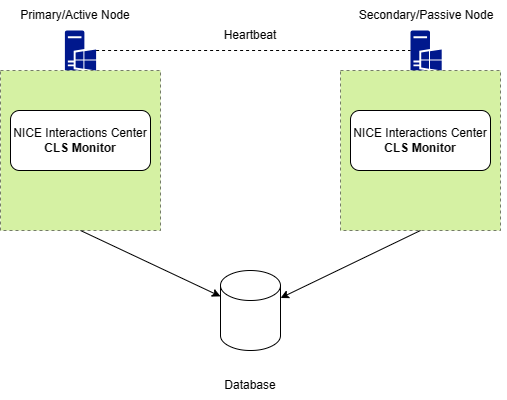 Primary/Active Node
Secondary/Passive Node
Heartbeat
NICE Interactions Center
CLS Monitor
NICE Interactions Center
CLS Monitor
Database